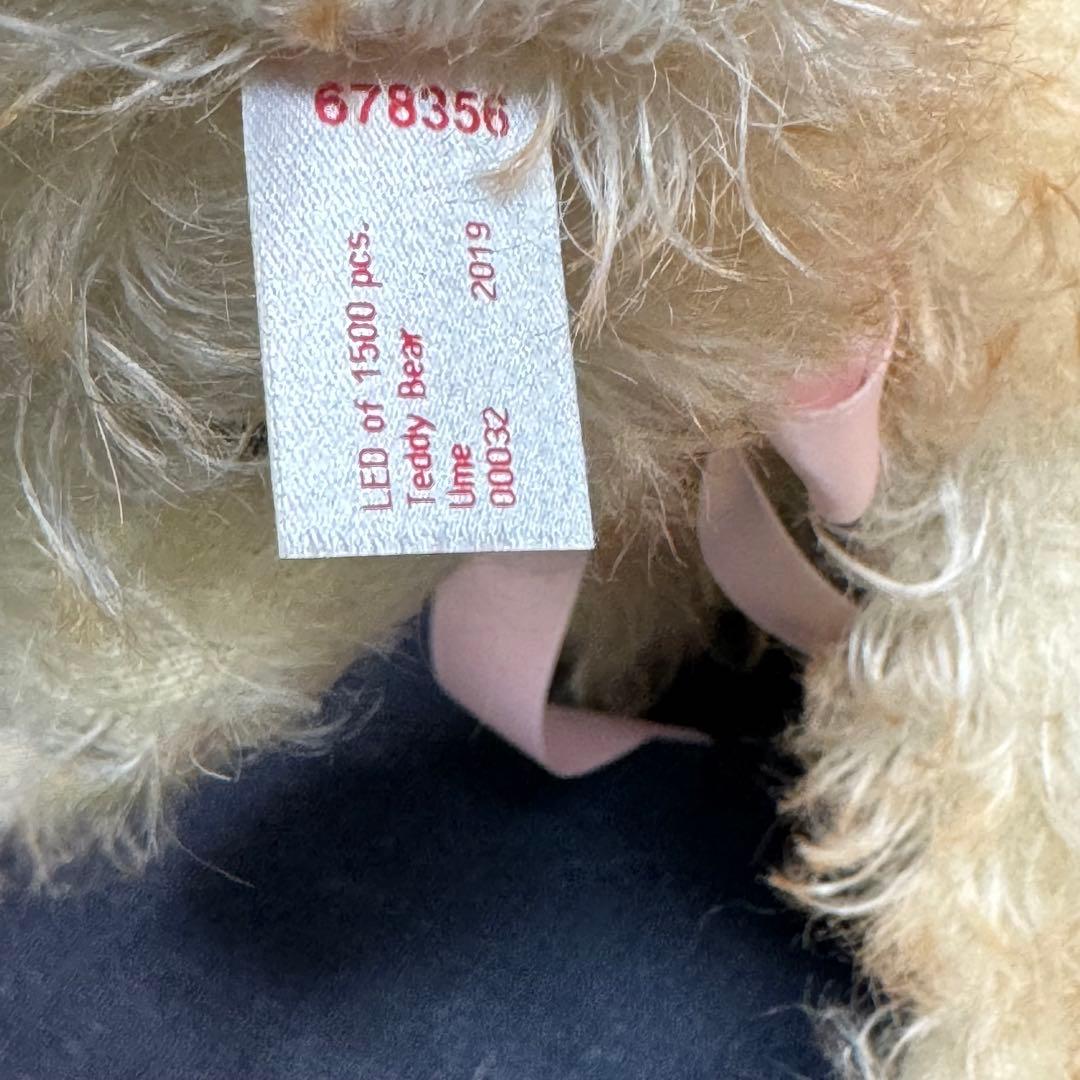 678356
LED of 1500 pcs.
Teddy Bear
Ume
00032 2019